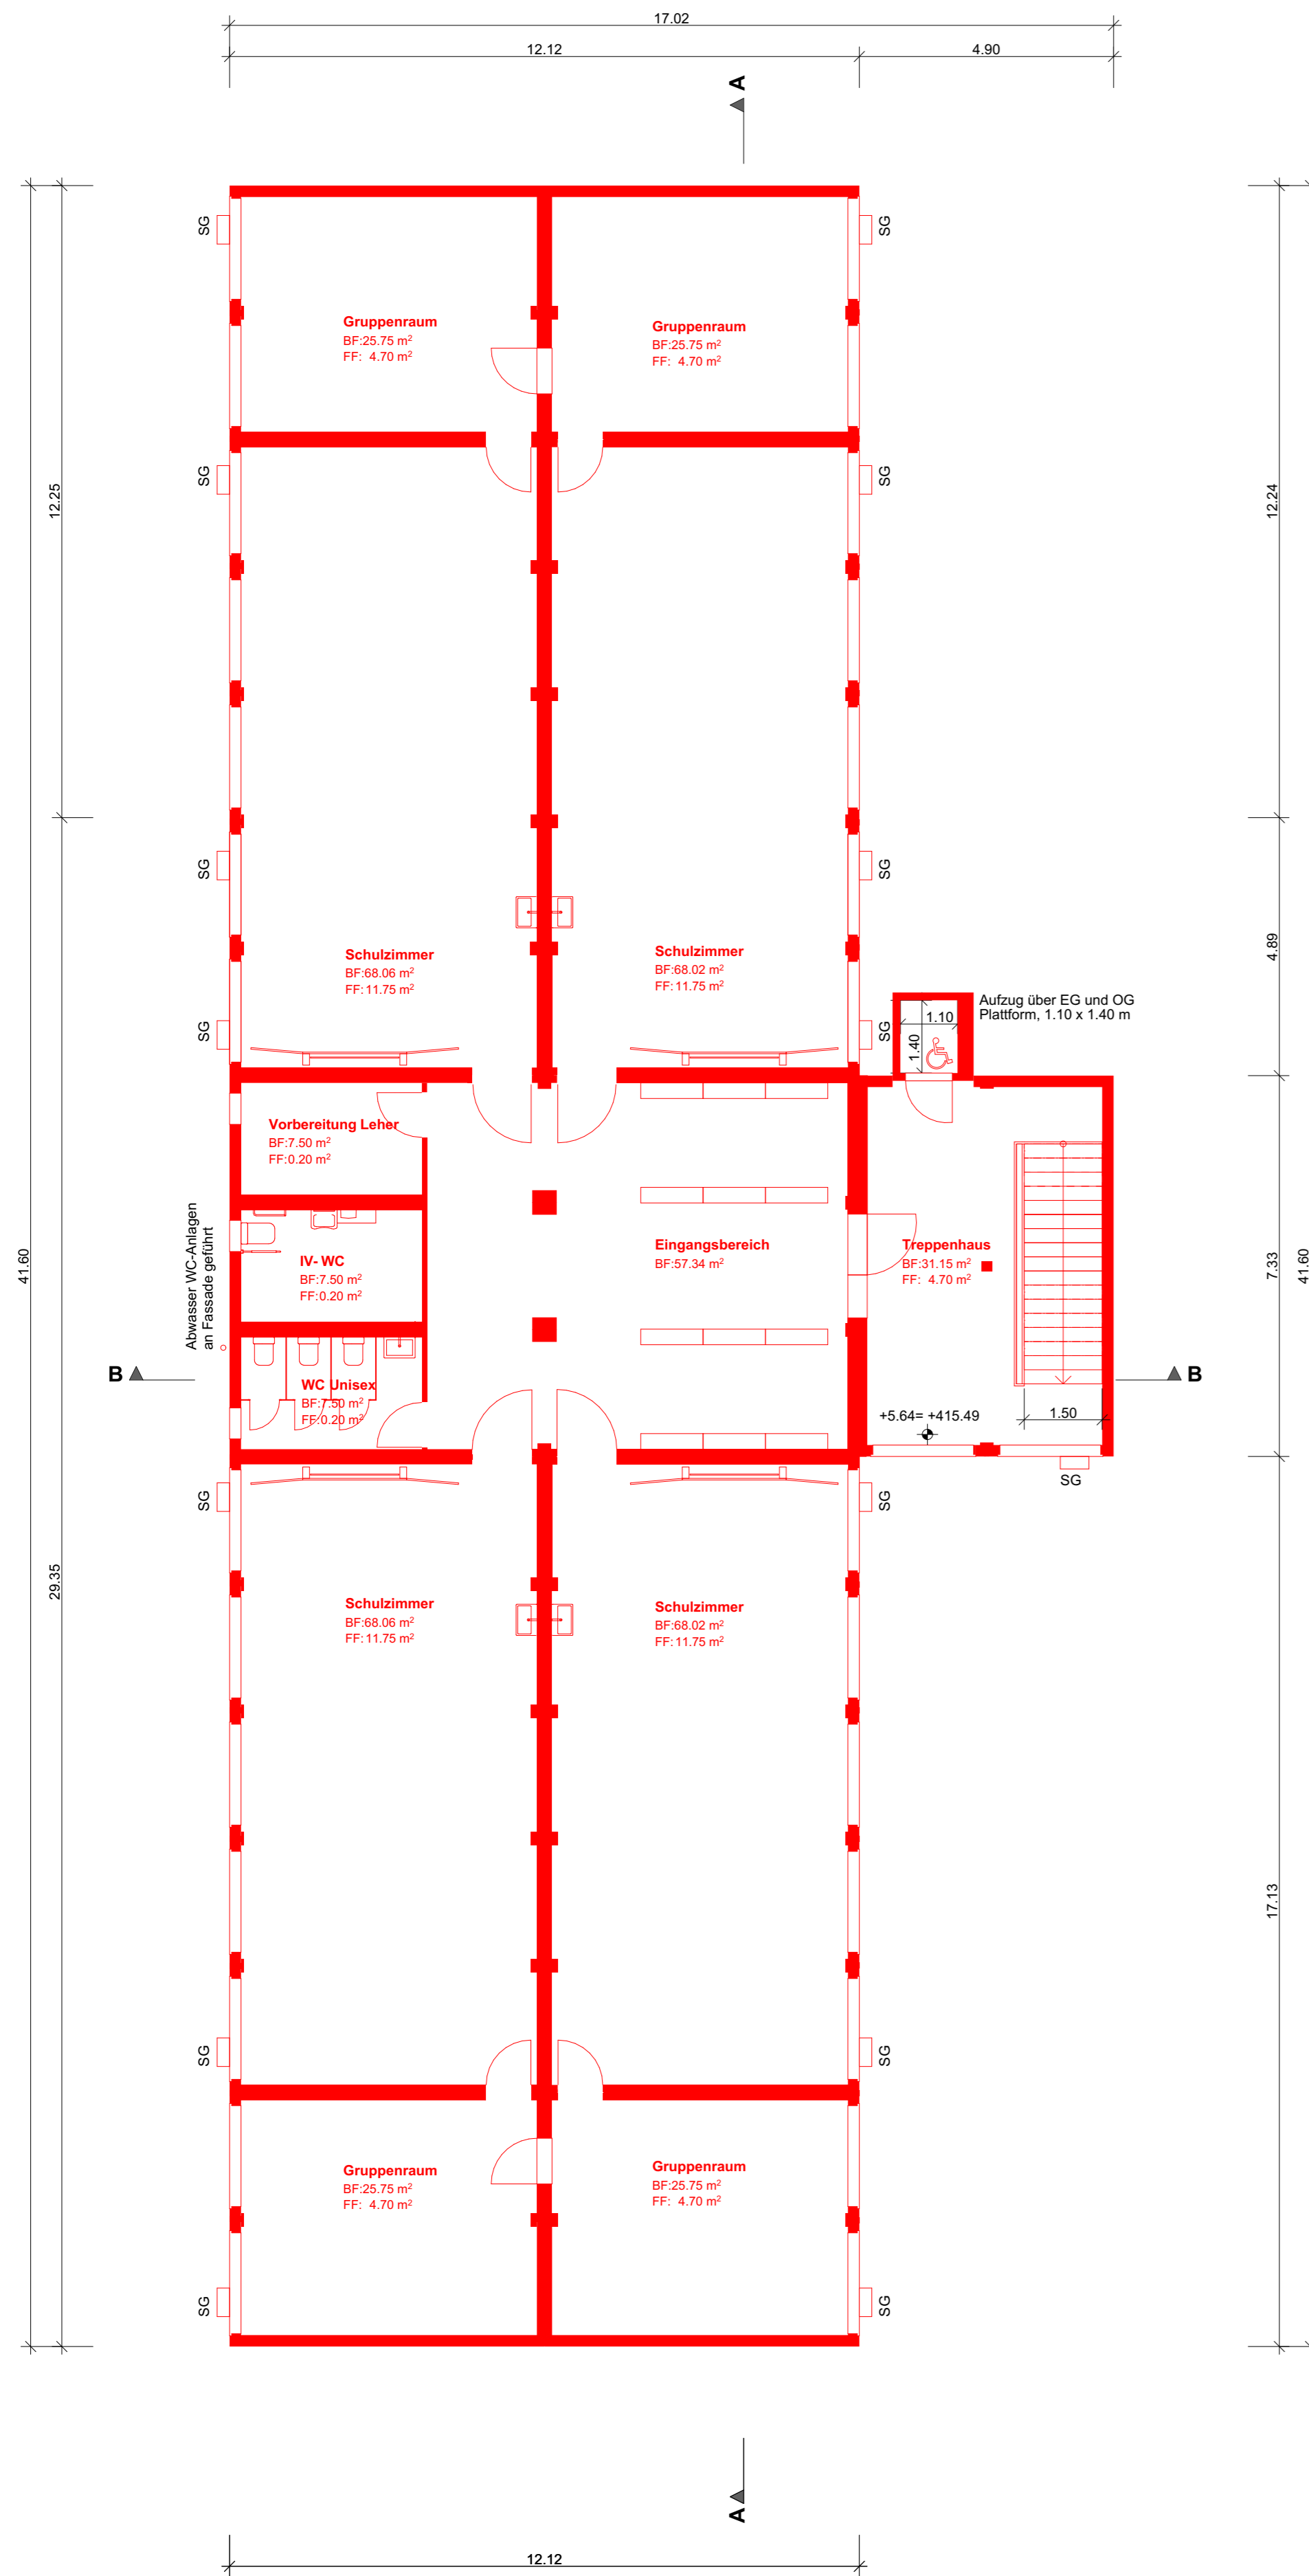 17.02
12.12
4.90
A
SG
SG
Gruppenraum
BF:25.75 m²
FF: 4.70 m²
Gruppenraum
BF:25.75 m²
FF: 4.70 m²
SG
SG
12.25
12.24
SG
SG
4.89
Schulzimmer
BF:68.06 m²
FF:11.75 m²
Schulzimmer
BF:68.02 m²
FF:11.75 m²
Aufzug über EG und OG
Plattform, 1.10 x 1.40 m
1.10
1.40
SG
SG
Vorbereitung Leher
BF:7.50 m²
FF:0.20 m²
Abwasser WC-Anlagen
an Fassade geführt
IV- WC
BF:7.50 m²
FF:0.20 m²
Eingangsbereich
BF:57.34 m²
Treppenhaus
BF:31.15 m²
FF: 4.70 m²
41.60
7.33
41.60
B
WC Unisex
BF:7.50 m²
FF:0.20 m²
B
+5.64= +415.49
1.50
SG
SG
SG
29.35
Schulzimmer
BF:68.06 m²
FF:11.75 m²
Schulzimmer
BF:68.02 m²
FF:11.75 m²
17.13
SG
SG
Gruppenraum
BF:25.75 m²
FF: 4.70 m²
Gruppenraum
BF:25.75 m²
FF: 4.70 m²
SG
SG
A
12.12